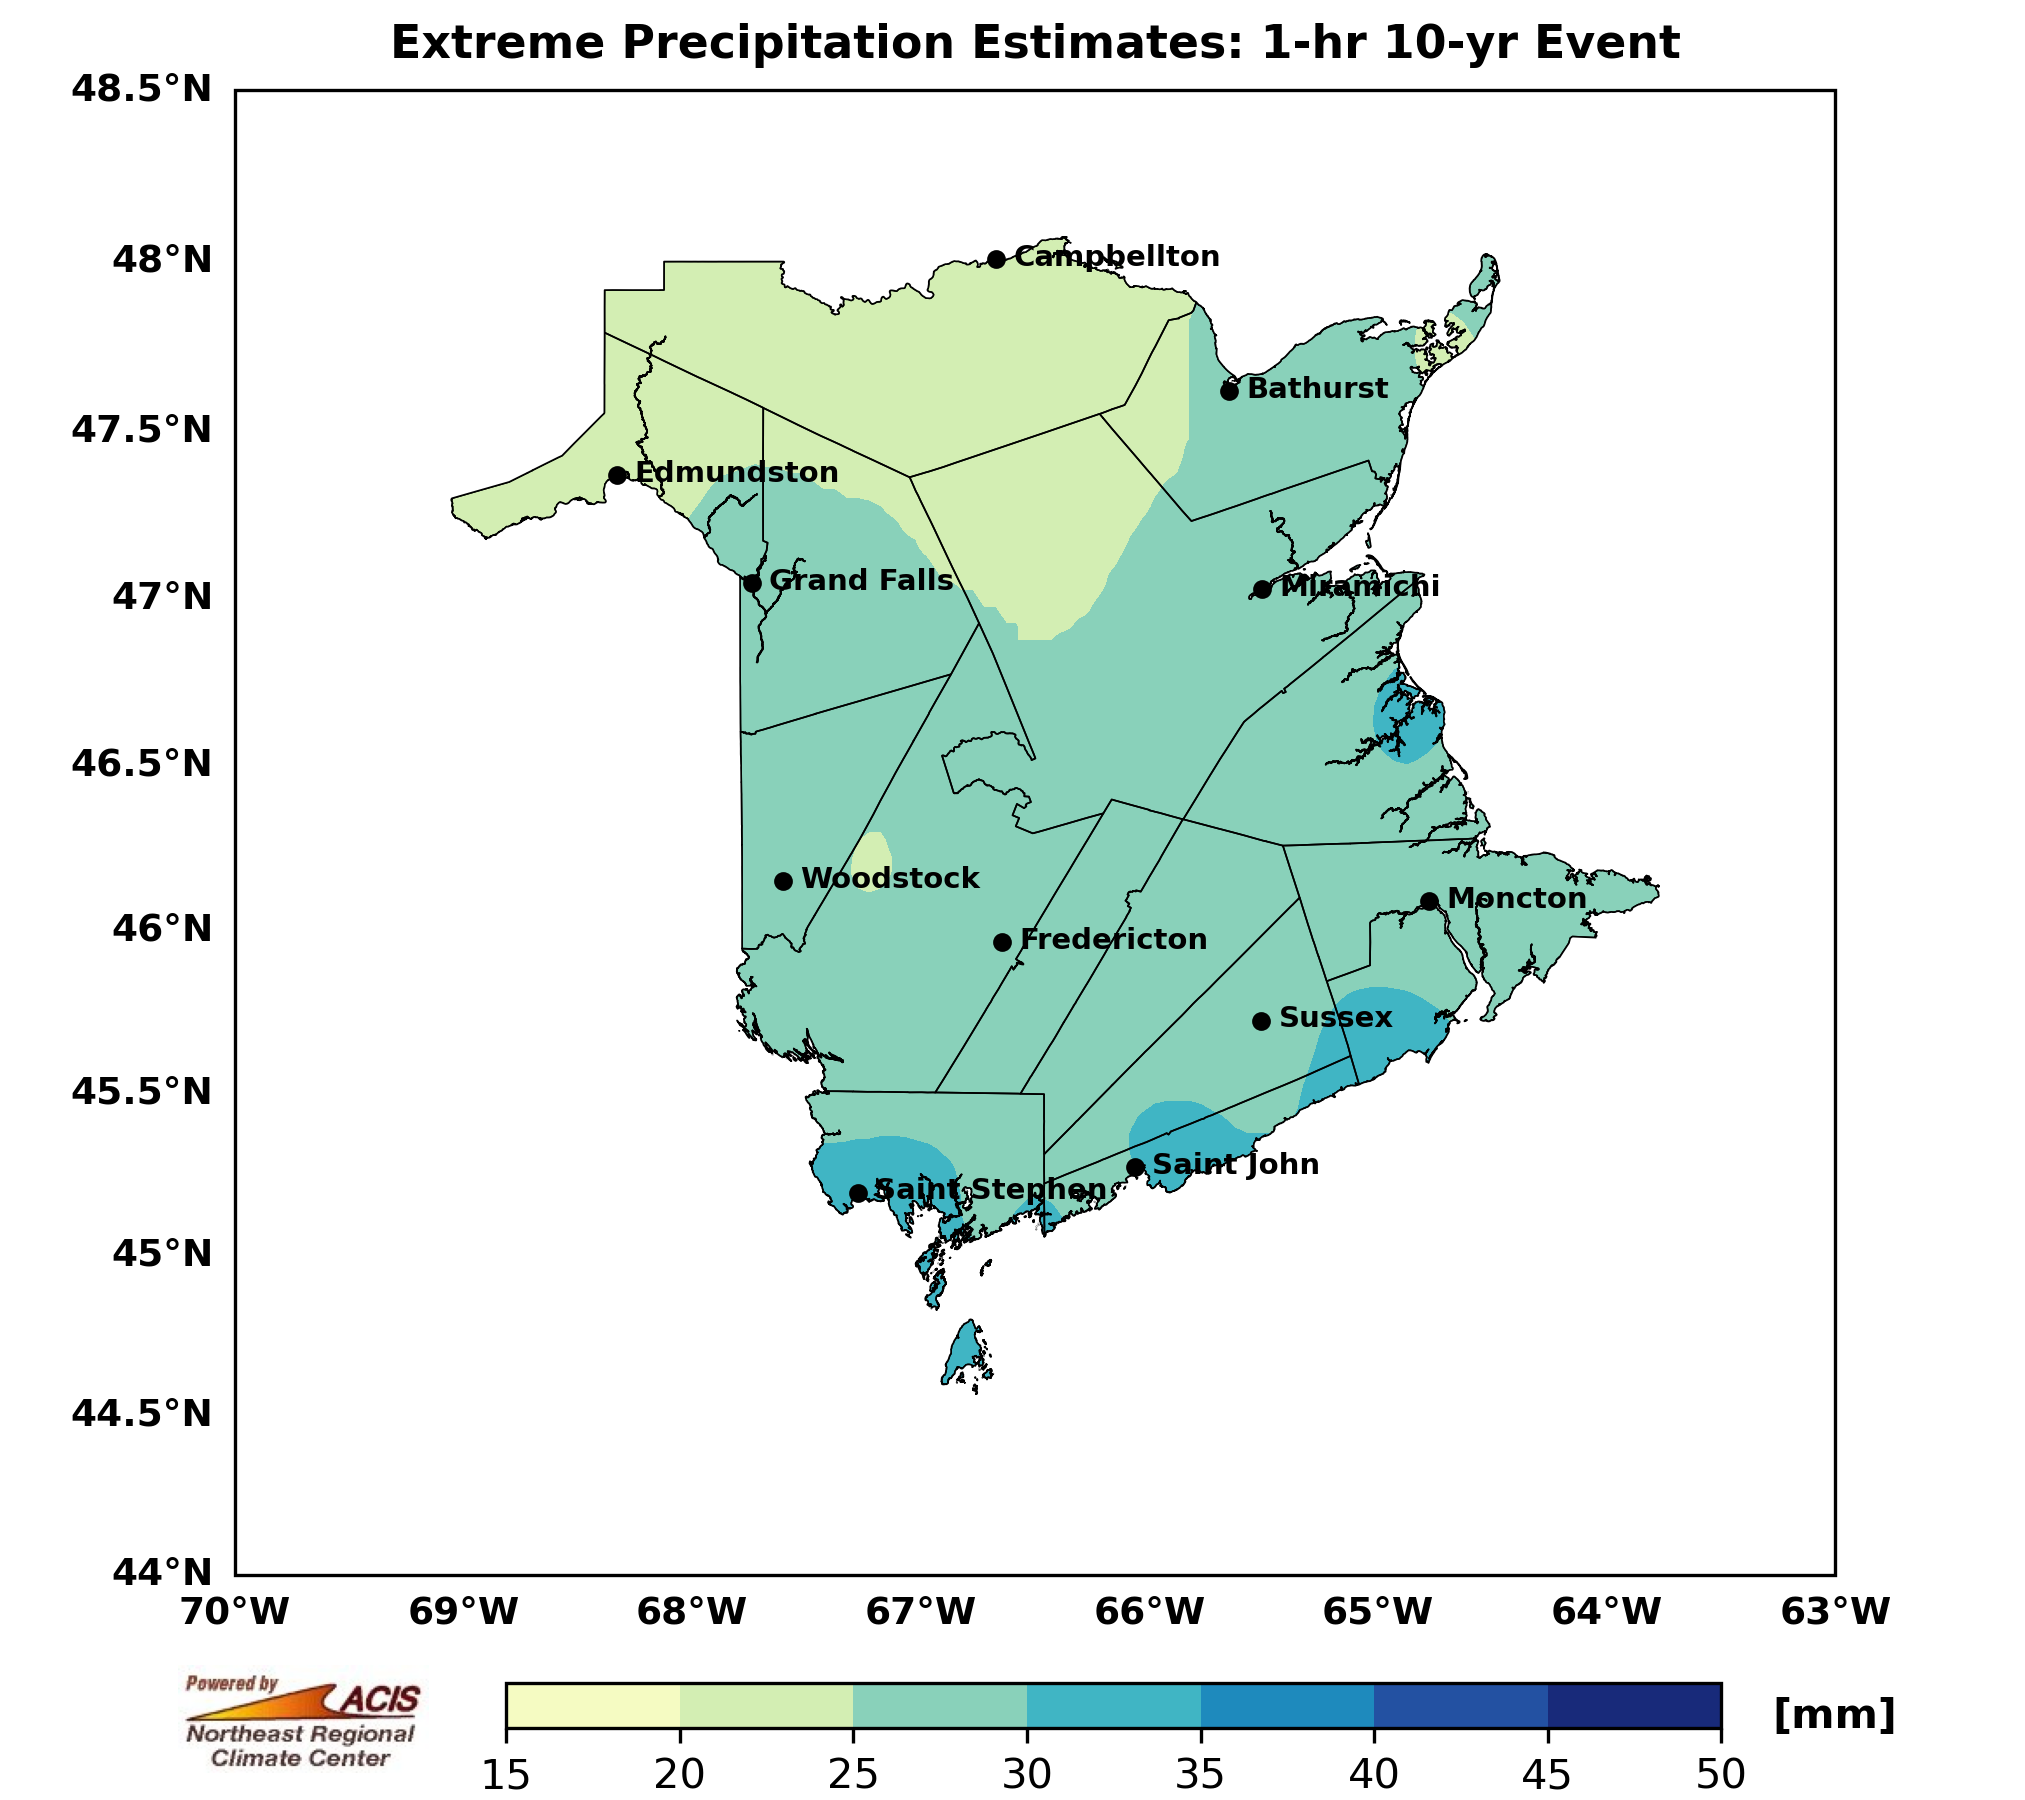 Extreme Precipitation Estimates: 1-hr 10-yr Event
48.5°N
48°N
47.5°N
47°N
46.5°N
46°N
45.5°N
45°N
44.5°N
44°N
Campbellton
Bathurst
Edmundston
Grand Falls
Miramichi
Woodstock
Moncton
Fredericton
Sussex
Saint John
Saint Stephen
70°W 69°W 68°W 67°W 66°W 65°W 64°W 63°W
Powered by
ACIS
Northeast Regional
Climate Center
[mm]
15 20 25 30 35 40 45 50